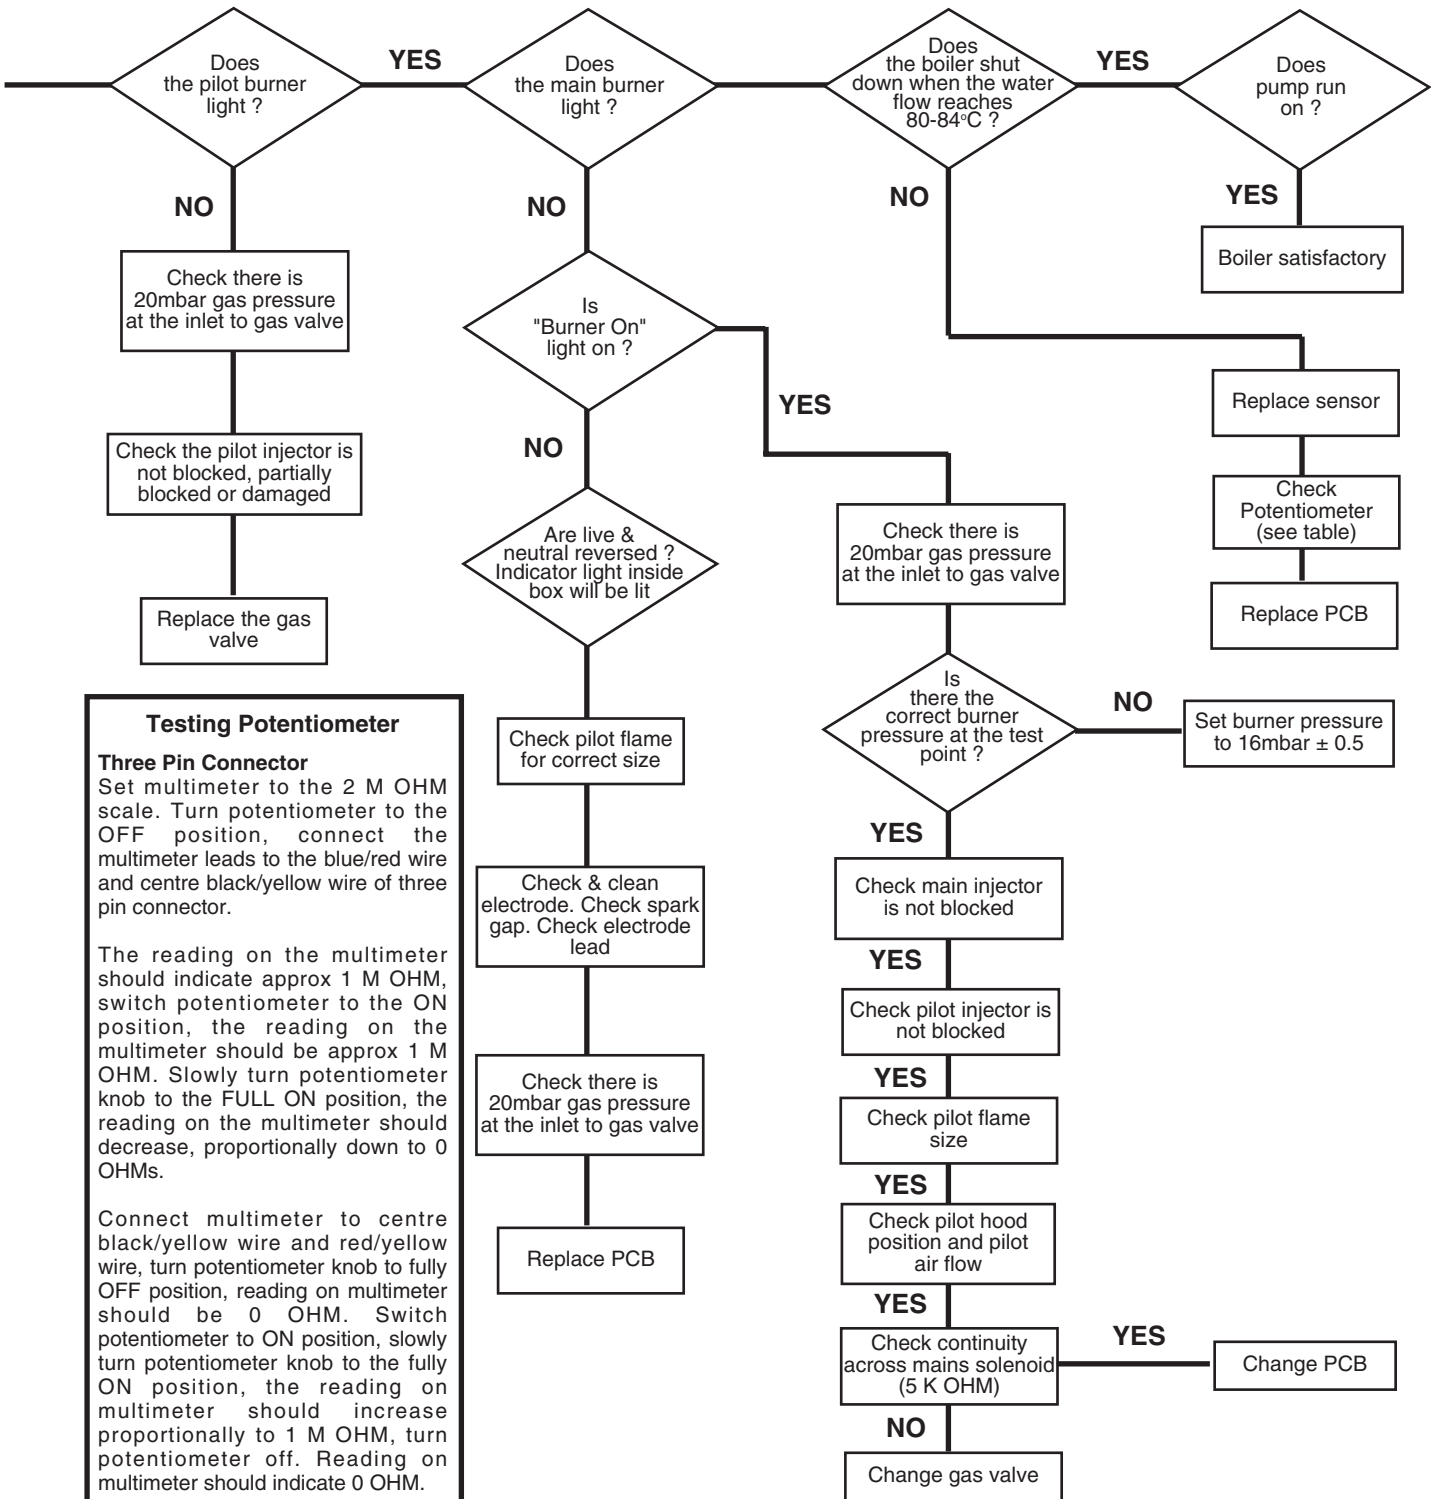 Does
the pilot burner
light ?
YES
Does
the main burner
light ?
Does
the boiler shut
down when the water
flow reaches
80-84°C ?
YES
Does
pump run
on ?
NO
NO
NO
YES
Check there is
20mbar gas pressure
at the inlet to gas valve
Is
"Burner On"
light on ?
Boiler satisfactory
YES
Replace sensor
Check the pilot injector is
not blocked, partially
blocked or damaged
NO
Check
Potentiometer
(see table)
Are live &
neutral reversed ?
Indicator light inside
box will be lit
Check there is
20mbar gas pressure
at the inlet to gas valve
Replace the gas
valve
Replace PCB
Is
there the
correct burner
pressure at the test
point ?
NO
Set burner pressure
to 16mbar ± 0.5
Check pilot flame
for correct size
YES
Check main injector
is not blocked
Check & clean
electrode. Check spark
gap. Check electrode
lead
YES
Check pilot injector is
not blocked
Check there is
20mbar gas pressure
at the inlet to gas valve
YES
Check pilot flame
size
YES
Check pilot hood
position and pilot
air flow
Replace PCB
YES
Check continuity
across mains solenoid
(5 K OHM)
YES
Change PCB
NO
Change gas valve
Testing Potentiometer
Three Pin Connector
Set multimeter to the 2 M OHM
scale. Turn potentiometer to the
OFF position, connect the
multimeter leads to the blue/red wire
and centre black/yellow wire of three
pin connector.
The reading on the multimeter
should indicate approx 1 M OHM,
switch potentiometer to the ON
position, the reading on the
multimeter should be approx 1 M
OHM. Slowly turn potentiometer
knob to the FULL ON position, the
reading on the multimeter should
decrease, proportionally down to 0
OHMs.
Connect multimeter to centre
black/yellow wire and red/yellow
wire, turn potentiometer knob to fully
OFF position, reading on multimeter
should be 0 OHM. Switch
potentiometer to ON position, slowly
turn potentiometer knob to the fully
ON position, the reading on
multimeter should increase
proportionally to 1 M OHM, turn
potentiometer off. Reading on
multimeter should indicate 0 OHM.